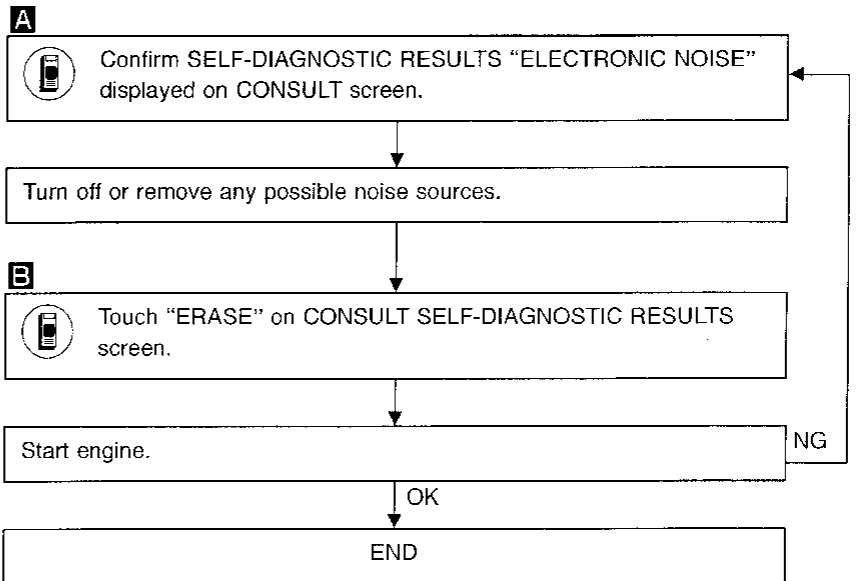 A
Confirm SELF-DIAGNOSTIC RESULTS “ELECTRONIC NOISE”
displayed on CONSULT screen.
Turn off or remove any possible noise sources.
B
Touch “ERASE” on CONSULT SELF-DIAGNOSTIC RESULTS
screen.
Start engine.
NG
OK
END